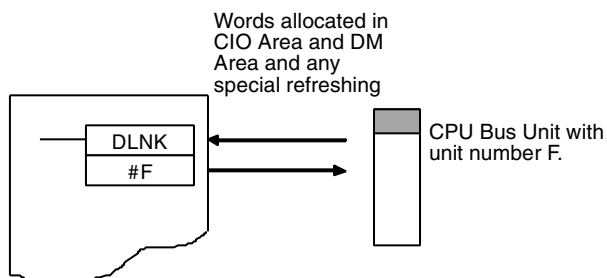 Words allocated in
CIO Area and DM
Area and any
special refreshing
DLNK
#F
CPU Bus Unit with
unit number F.